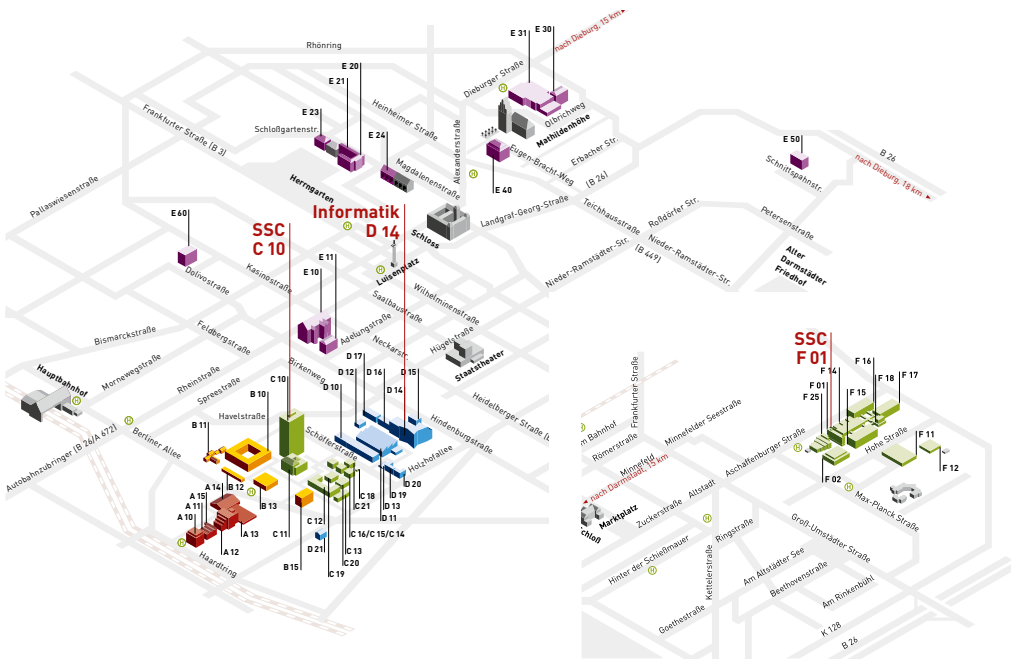 Rhönring
E 31
E 30
nach Dieburg, 15 km
Dieburger Straße
E 20
E 21
E 23
Heinheimer Straße
Frankfurter Straße (B 3)
Schloßgartenstr.
E 24
Alexanderstraße
Olbrichweg
Mathildenhöhe
Erbacher Str.
Eugen-Bracht-Weg
(B 26)
E 40
E 50
B 26
nach Dieburg, 18 km
Schnittspahnstr.
Pallaswiesenstraße
Herrngarten
Magdalenenstraße
Landgraf-Georg-Straße
Teichhausstraße
Roßdörfer Str.
Petersenstraße
E 60
SSC
C 10
Informatik
D 14
Schloss
Luisenplatz
(B 449)
Nieder-Ramstädter-Str.
Nieder-Ramstädter-Str.
Alter
Darmstädter
Friedhof
Dolivostraße
Kasinostraße
E 10
E 11
Wilhelminenstraße
Saalbaustraße
Adelungstraße
Hügelstraße
Neckarstr.
Staatstheater
Bismarckstraße
Feldbergstraße
Mornewegstraße
Rheinstraße
Spreestraße
Birkenweg
Hauptbahnhof
Havelstraße
C 10
B 10
B 11
D 17
D 12
D 16
D 15
D 10
D 14
Heidelberger Straße (B
Hindenburgstraße
Holzhofallee
Schöfferstraße
Berliner Allee
Autobahnzubringer (B 26/A 672)
A 14
A 15
A 10
B 12
B 13
A 13
A 12
Haardtring
C 11
B 15
C 12
D 21
C 19
C 20
C 13
C 16/C 15/C 14
C 21
C 18
D 11
D 13
D 19
D 20
SSC
F 01
F 14
F 16
F 18
F 17
F 01
F 25
F 15
F 11
F 12
F 02
Hohe Straße
Frankfurter Straße
Minnefelder Seestraße
m Bahnhof
Römerstraße
Minnefeld
Aschaffenburger Straße
nach Darmstadt, 15 km
Altstadt
Zuckerstraße
Marktplatz
Schloß
Max-Planck Straße
Ringstraße
Groß-Umstädter Straße
Hinter der Schießmauer
Kettelerstraße
Am Altstädter See
Beethovenstraße
Am Rinkenbühl
Goethestraße
K 128
B 26
H
H
H
H
H
H
H
H
H
H
H
H
H